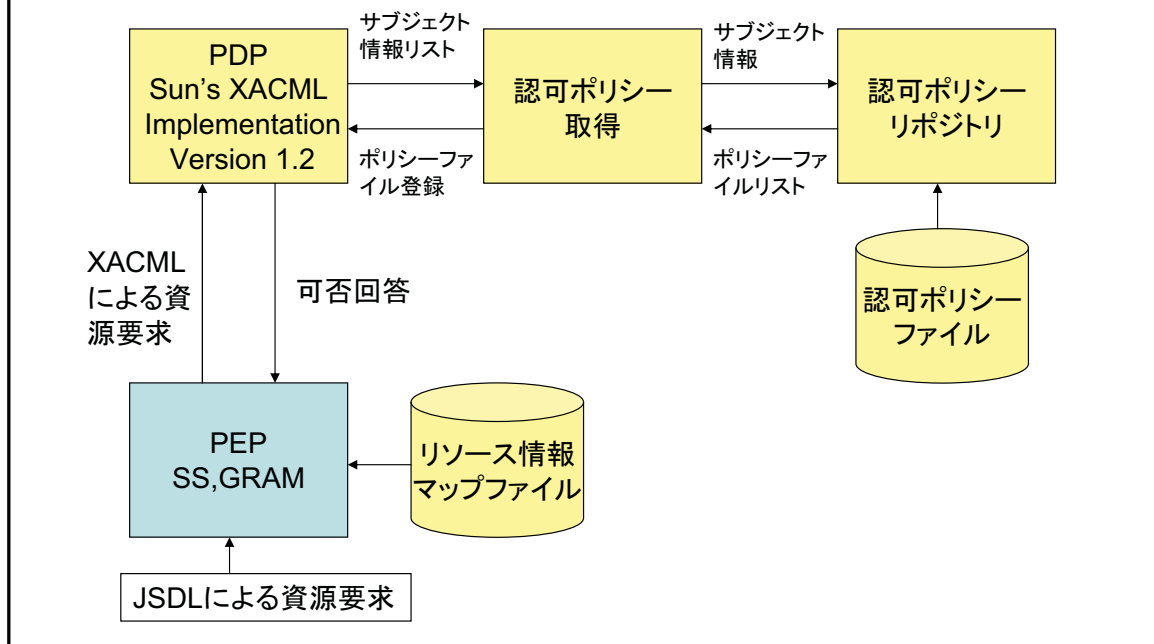 PDP
Sun's XACML
Implementation
Version 1.2
サブジェクト
情報リスト
認可ポリシー
取得
サブジェクト
情報
認可ポリシー
リポジトリ
ポリシーファ
イル登録
ポリシーファ
イルリスト
XACML
による資
源要求
可否回答
認可ポリシー
ファイル
PEP
SS,GRAM
リソース情報
マップファイル
JSDLによる資源要求